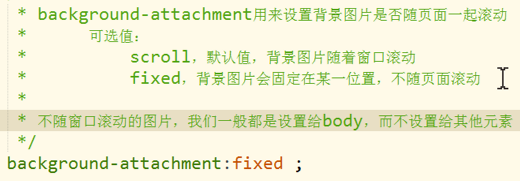 * background-attachment用来设置背景图片是否随页面一起滚动
* 可选值：
* scroll，默认值，背景图片随着窗口滚动
* fixed，背景图片会固定在某一位置，不随页面滚动
*
* 不随窗口滚动的图片，我们一般都是设置给body，而不设置给其他元素
*/
background-attachment:fixed ;